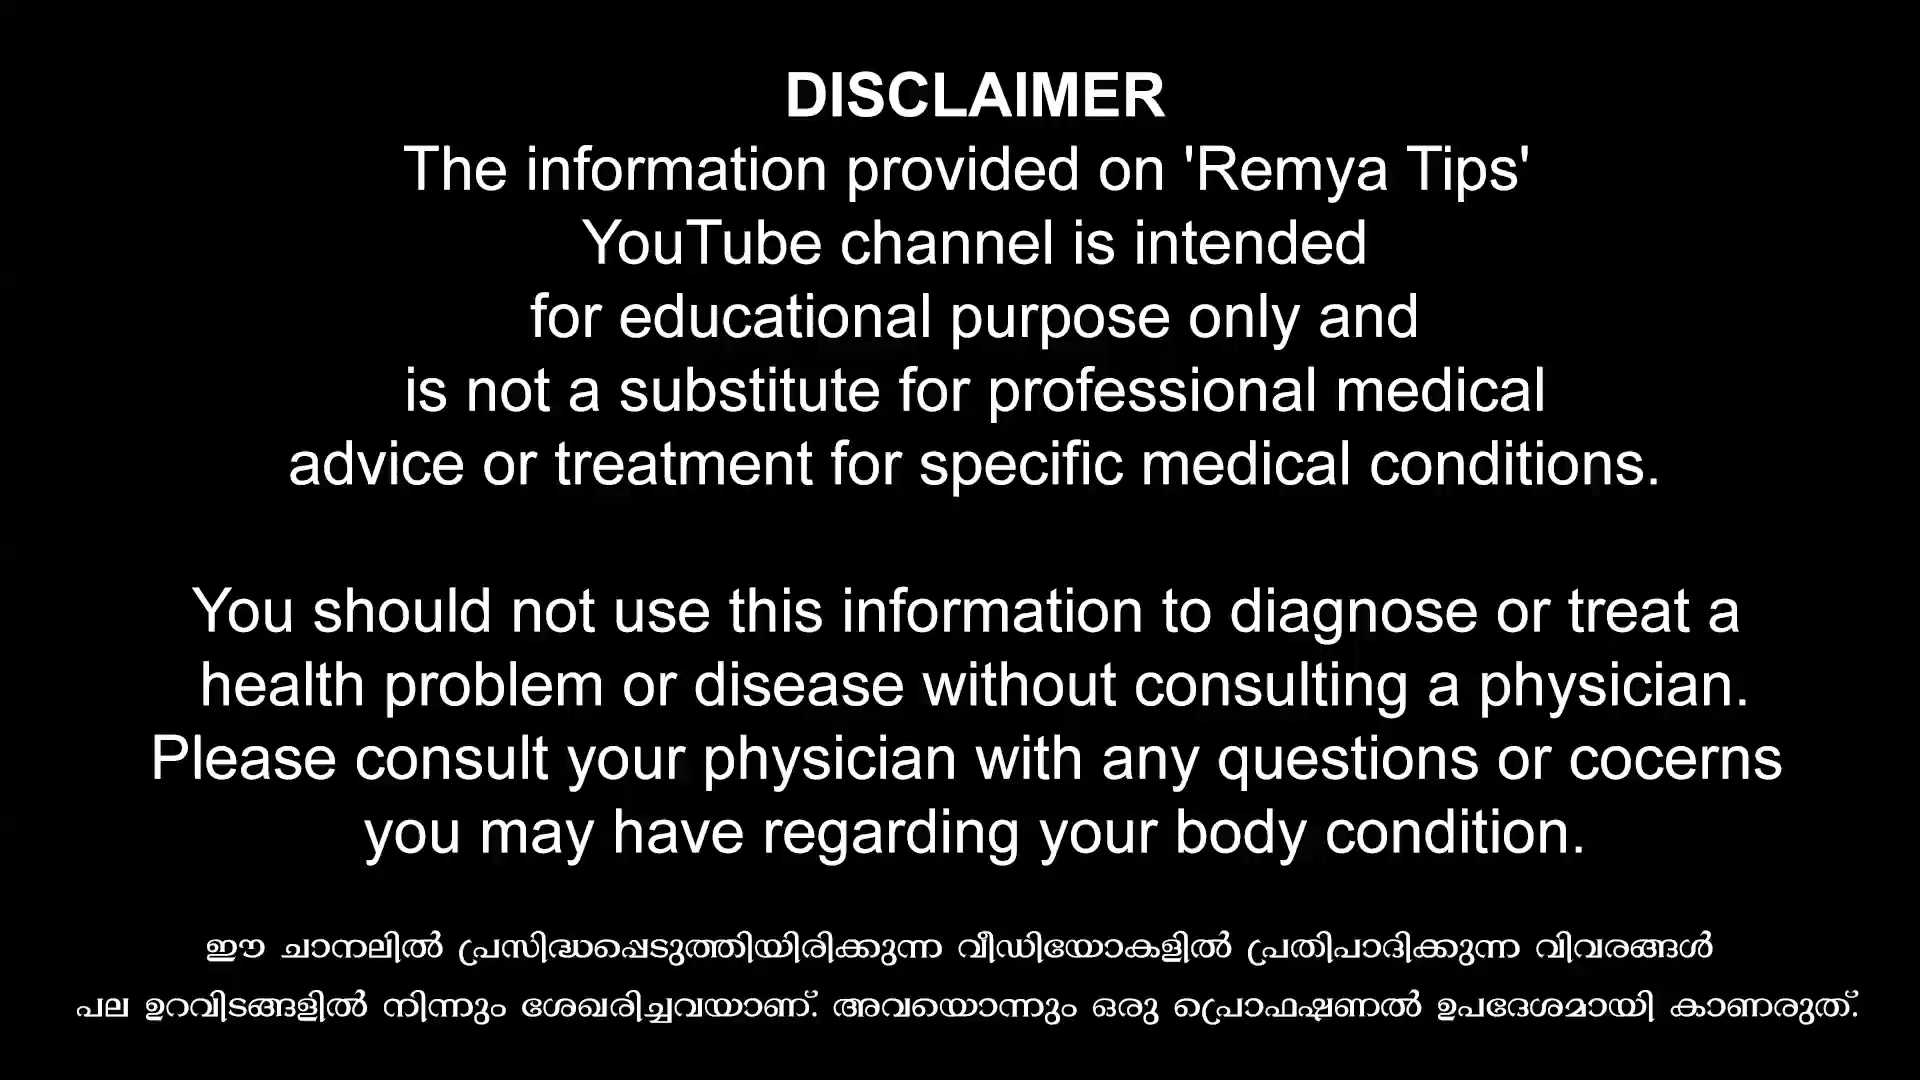 DISCLAIMER
The information provided on 'Remya Tips'
YouTube channel is intended
for educational purpose only and
is not a substitute for professional medical
advice or treatment for specific medical conditions.
You should not use this information to diagnose or treat a
health problem or disease without consulting a physician.
Please consult your physician with any questions or cocerns
you may have regarding your body condition.
ഈ ചാനലിൽ പ്രസിദ്ധപ്പെടുത്തിയിരിക്കുന്ന വീഡിയോകളിൽ പ്രതിപാദിക്കുന്ന വിവരങ്ങൾ
പല ഉറവിടങ്ങളിൽ നിന്നും ശേഖരിച്ചവയാണ്. അവയൊന്നും ഒരു പ്രൊഫഷണൽ ഉപദേശമായി കാണരുത്.